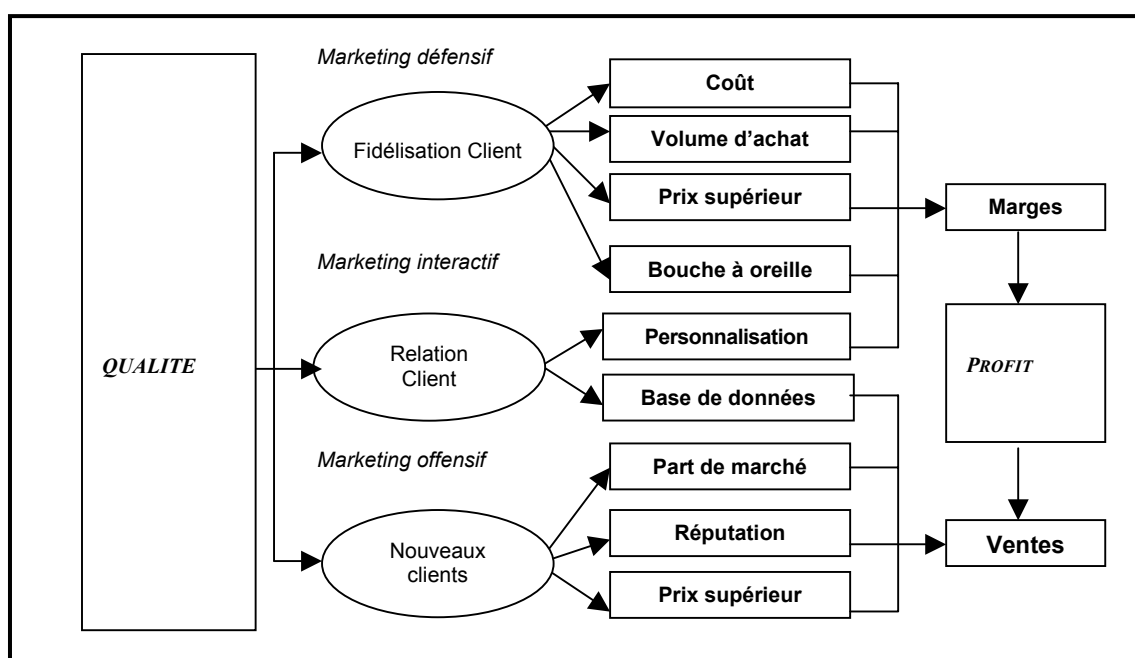 Marketing défensif
Coût
Volume d'achat
Fidélisation Client
Prix supérieur
Marges
Bouche à oreille
Marketing interactif
Personnalisation
Relation
Client
QUALITE
PROFIT
Base de données
Marketing offensif
Part de marché
Réputation
Ventes
Nouveaux
clients
Prix supérieur